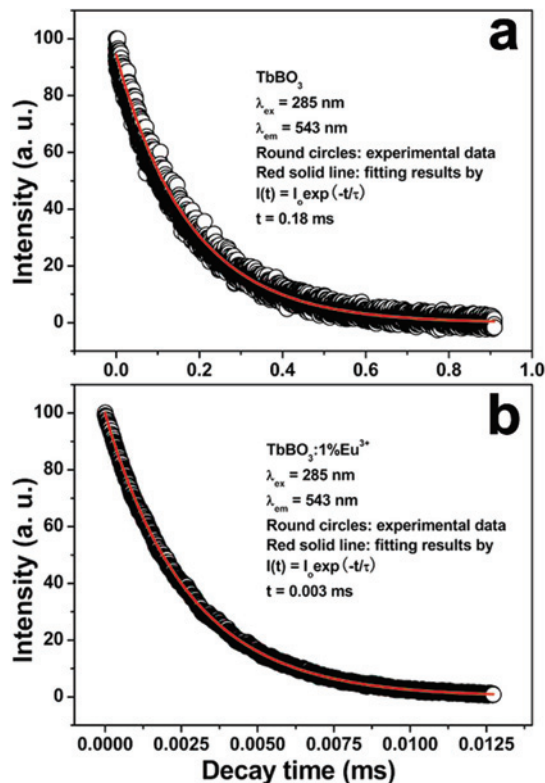 a
100
80
60
40
20
0
Intensity (a. u.)
TbBO₃
λₑₓ = 285 nm
λₑₘ = 543 nm
Round circles: experimental data
Red solid line: fitting results by
I(t) = Iₒexp (-t/τ)
t = 0.18 ms
0.0 0.2 0.4 0.6 0.8 1.0
b
100
80
60
40
20
0
Intensity (a. u.)
TbBO₃:1%Eu³⁺
λₑₓ = 285 nm
λₑₘ = 543 nm
Round circles: experimental data
Red solid line: fitting results by
I(t) = Iₒexp (-t/τ)
t = 0.003 ms
0.0000 0.0025 0.0050 0.0075 0.0100 0.0125
Decay time (ms)